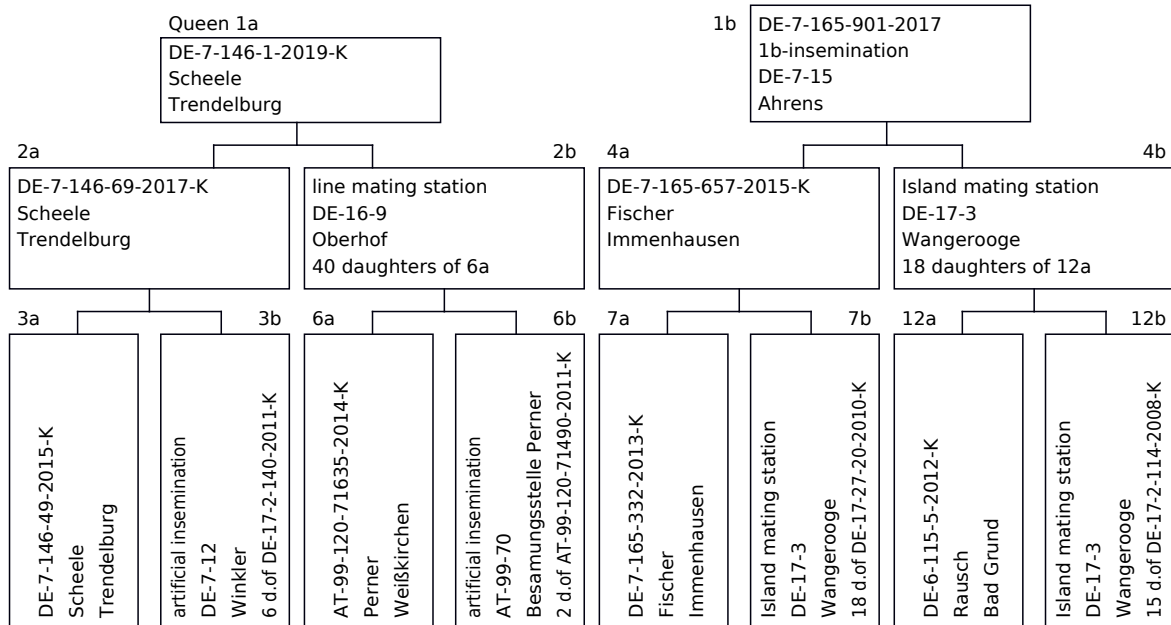 Queen 1a
DE-7-146-1-2019-K
Scheele
Trendelburg
1b
DE-7-165-901-2017
1b-insemination
DE-7-15
Ahrens
2a
DE-7-146-69-2017-K
Scheele
Trendelburg
2b
line mating station
DE-16-9
Oberhof
40 daughters of 6a
4a
DE-7-165-657-2015-K
Fischer
Immenhausen
4b
Island mating station
DE-17-3
Wangerooge
18 daughters of 12a
3a
DE-7-146-49-2015-K
Scheele
Trendelburg
3b
artificial insemination
DE-7-12
Winkler
6 d.of DE-17-2-140-2011-K
6a
AT-99-120-71635-2014-K
Perner
Weißkirchen
6b
artificial insemination
AT-99-70
Besamungsstelle Perner
2 d.of AT-99-120-71490-2011-K
7a
DE-7-165-332-2013-K
Fischer
Immenhausen
7b
Island mating station
DE-17-3
Wangerooge
18 d.of DE-17-27-20-2010-K
12a
DE-6-115-5-2012-K
Rausch
Bad Grund
12b
Island mating station
DE-17-3
Wangerooge
15 d.of DE-17-2-114-2008-K